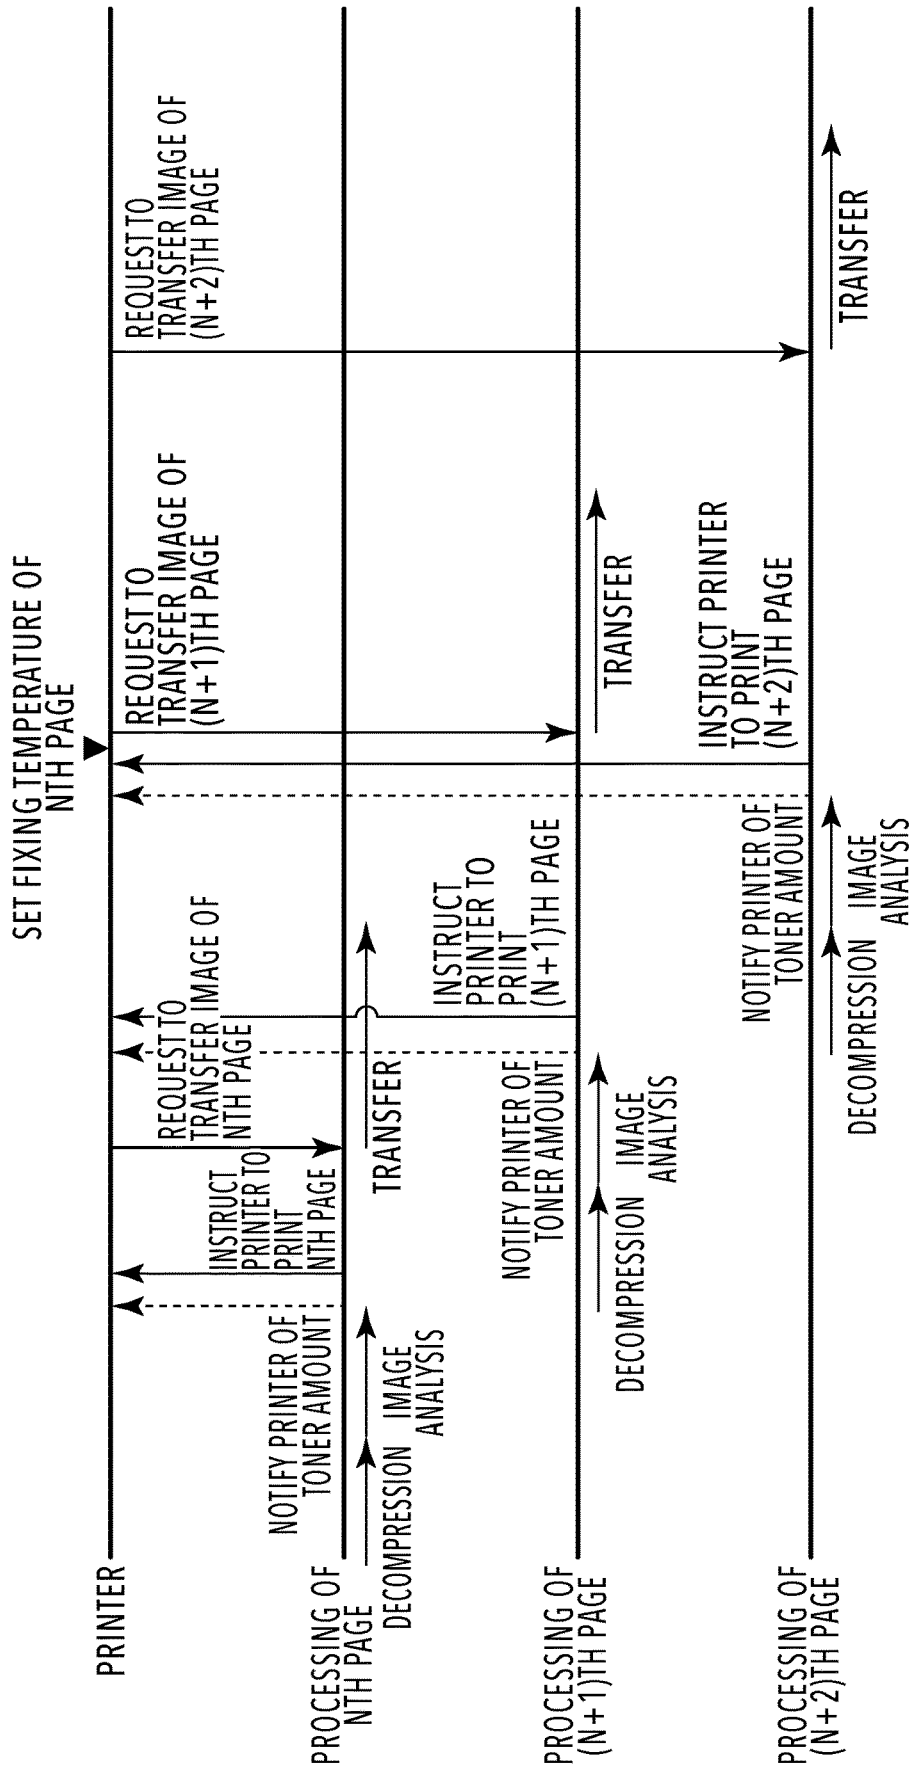 SET FIXING TEMPERATURE OF
NTH PAGE
PRINTER
REQUEST TO
TRANSFER IMAGE OF
NTH PAGE
REQUEST TO
TRANSFER IMAGE OF
(N+1)TH PAGE
REQUEST TO
TRANSFER IMAGE OF
(N+2)TH PAGE
INSTRUCT
PRINTER TO
PRINT
NTH PAGE
NOTIFY PRINTER OF
TONER AMOUNT
PROCESSING OF
NTH PAGE
DECOMPRESSION
IMAGE
ANALYSIS
TRANSFER
INSTRUCT
PRINTER TO
PRINT
(N+1)TH PAGE
NOTIFY PRINTER OF
TONER AMOUNT
PROCESSING OF
(N+1)TH PAGE
DECOMPRESSION
IMAGE
ANALYSIS
TRANSFER
INSTRUCT PRINTER
TO PRINT
(N+2)TH PAGE
NOTIFY PRINTER OF
TONER AMOUNT
PROCESSING OF
(N+2)TH PAGE
DECOMPRESSION
IMAGE
ANALYSIS
TRANSFER